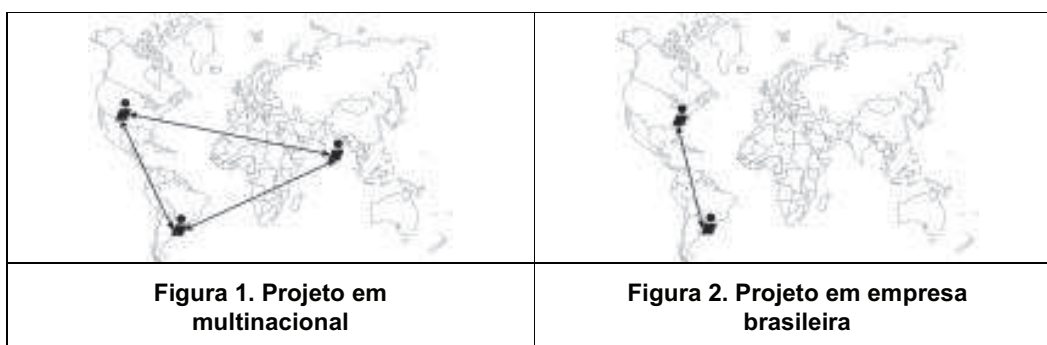 Figura 1. Projeto em
multinacional
Figura 2. Projeto em empresa
brasileira